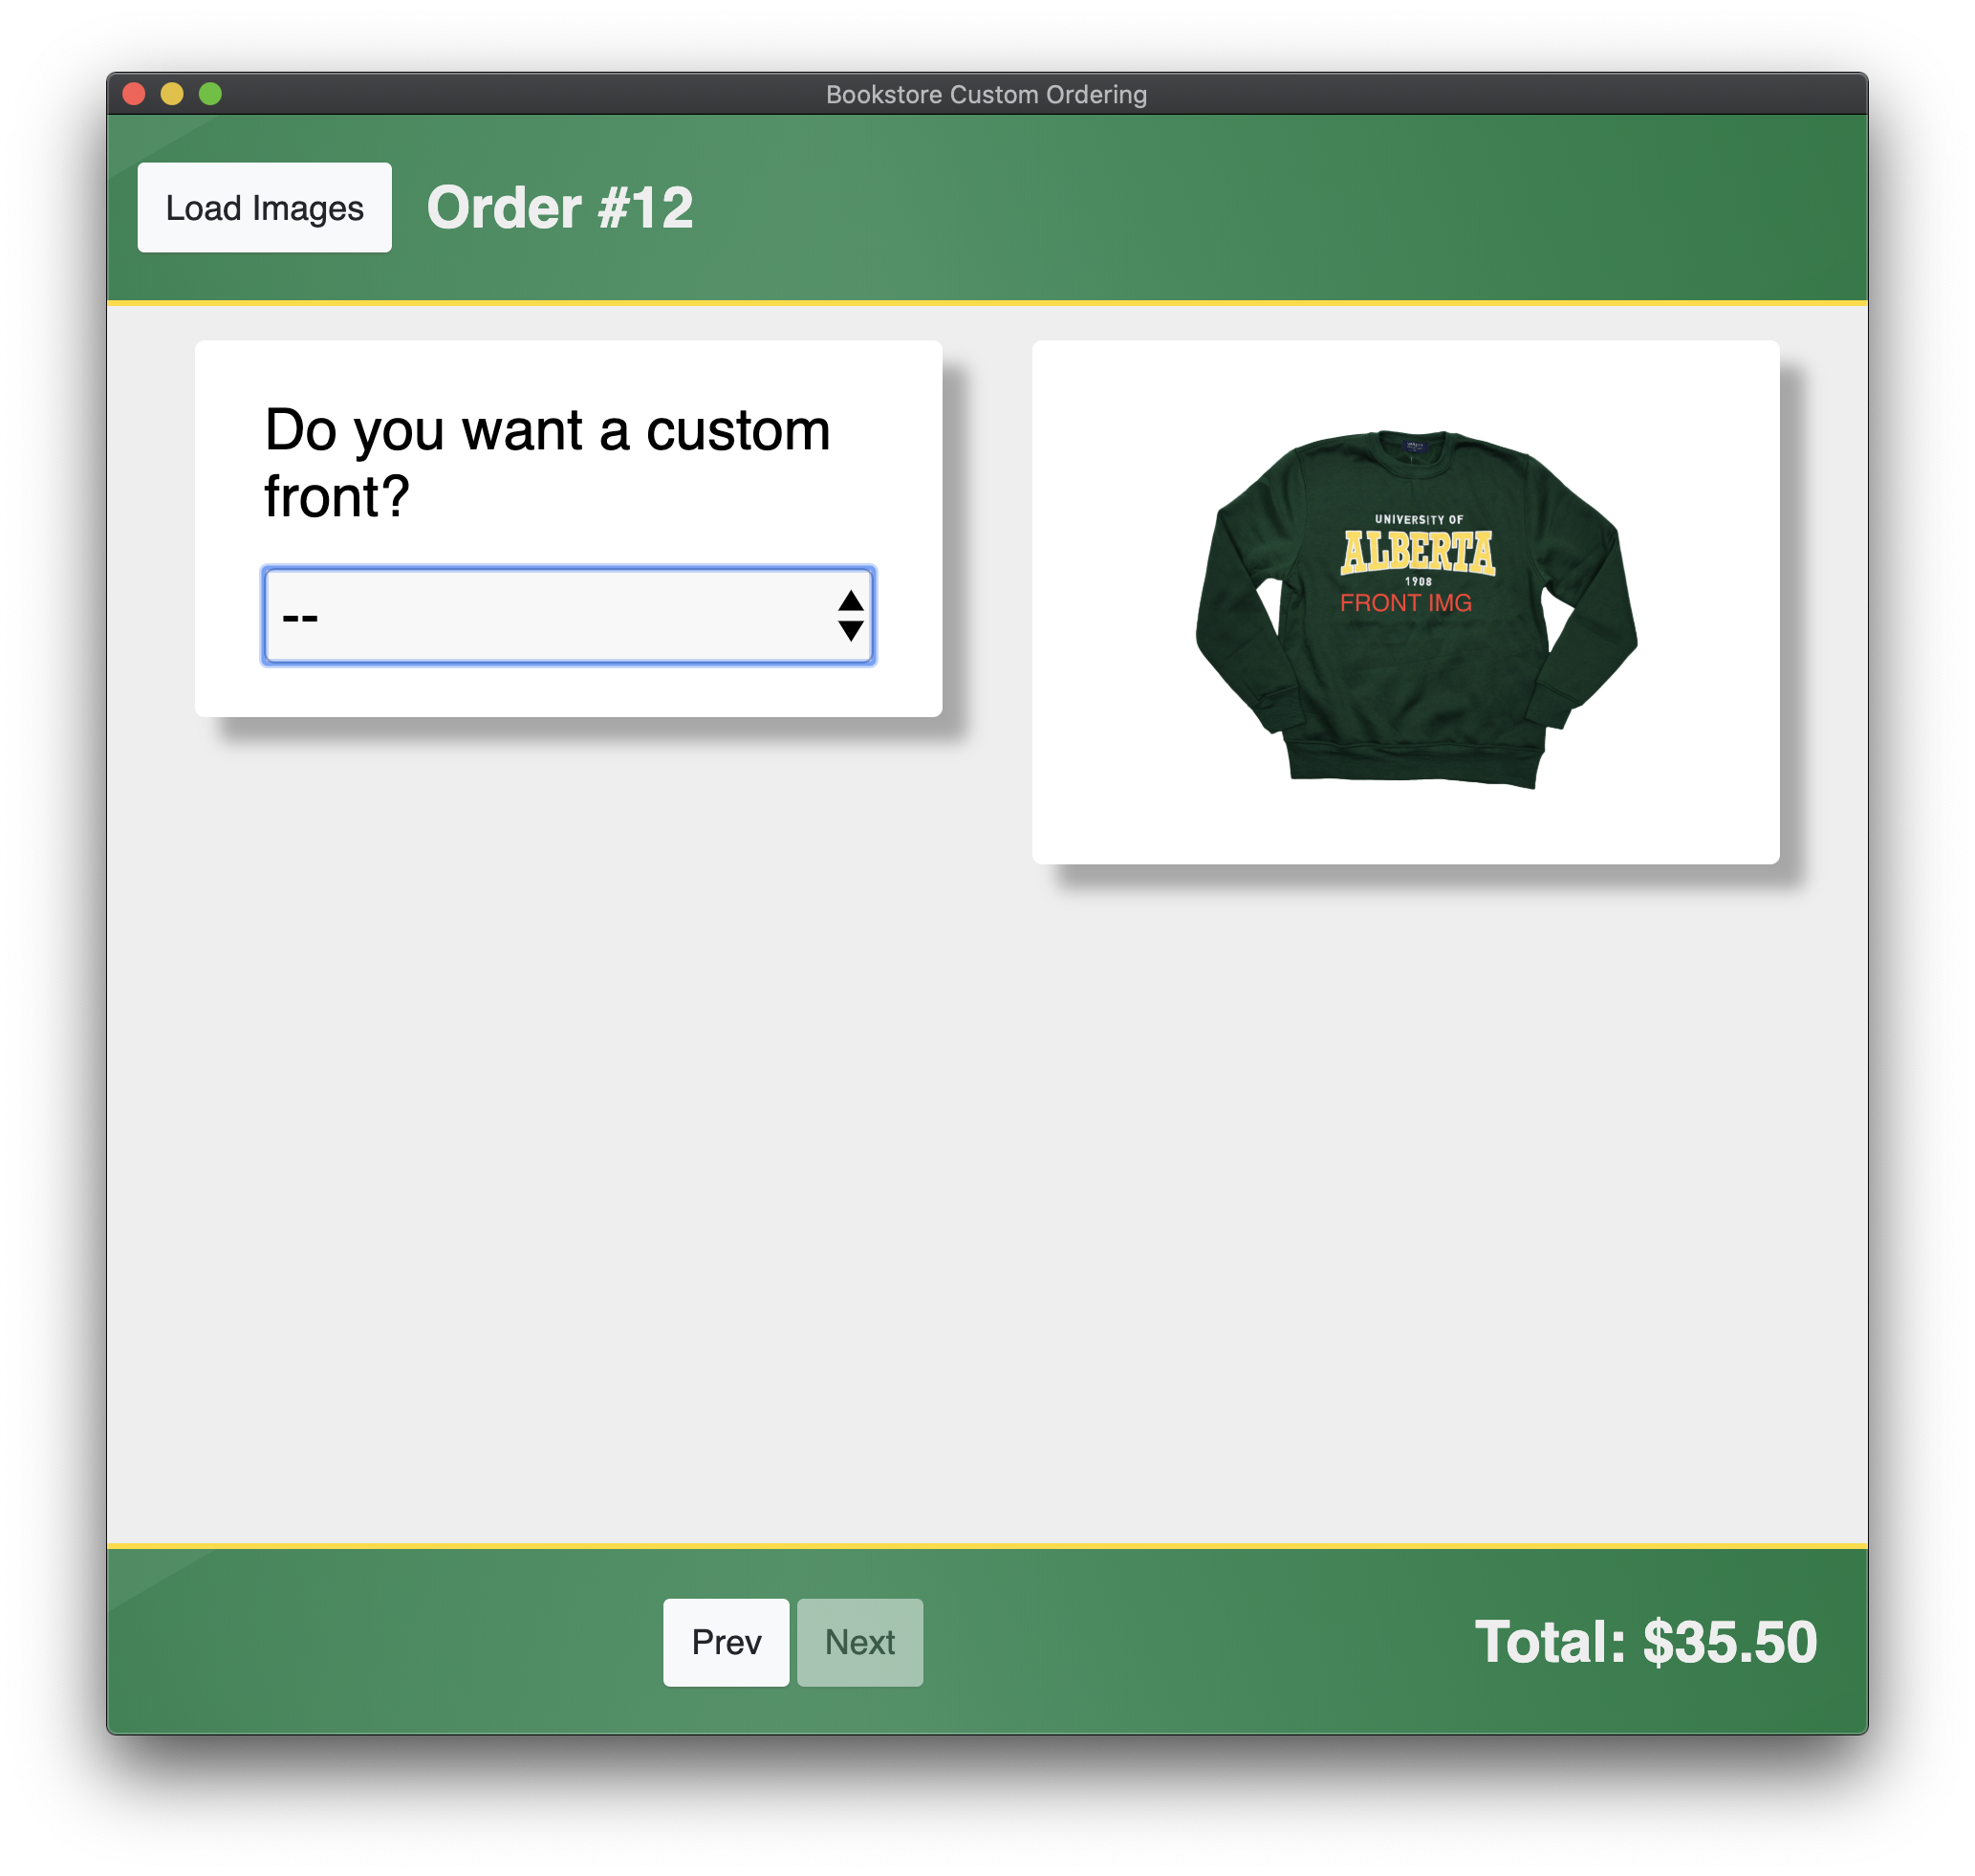 Bookstore Custom Ordering
Load Images
Order #12
Do you want a custom
front?
--
UNIVERSITY OF
ALBERTA
1908
FRONT IMG
Prev
Next
Total: $35.50